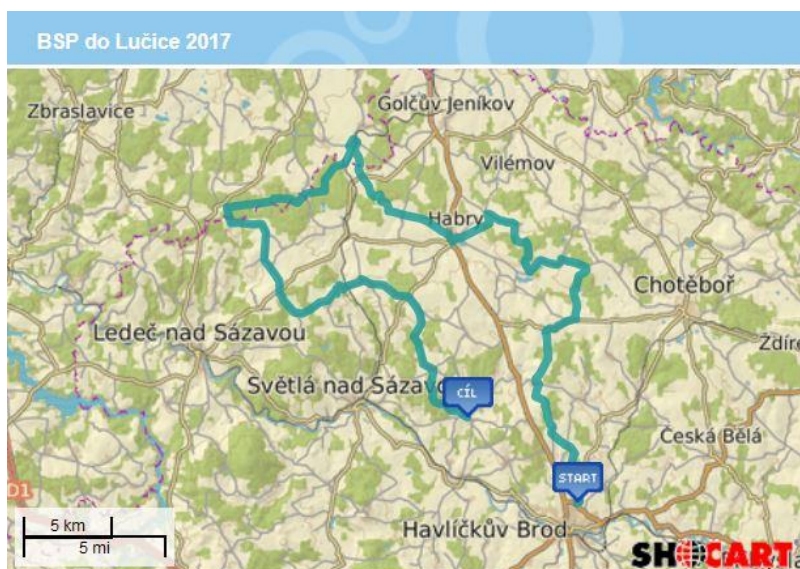 BSP do Lučice 2017
Golčův Jeníkov
Zbraslavice
Vilémov
Habry
Chotěboř
Ledeč nad Sázavou
Světlá nad Sázavou
CÍL
Česká Bělá
START
D1
5 km
5 mi
Havlíčkův Brod
SHOCART